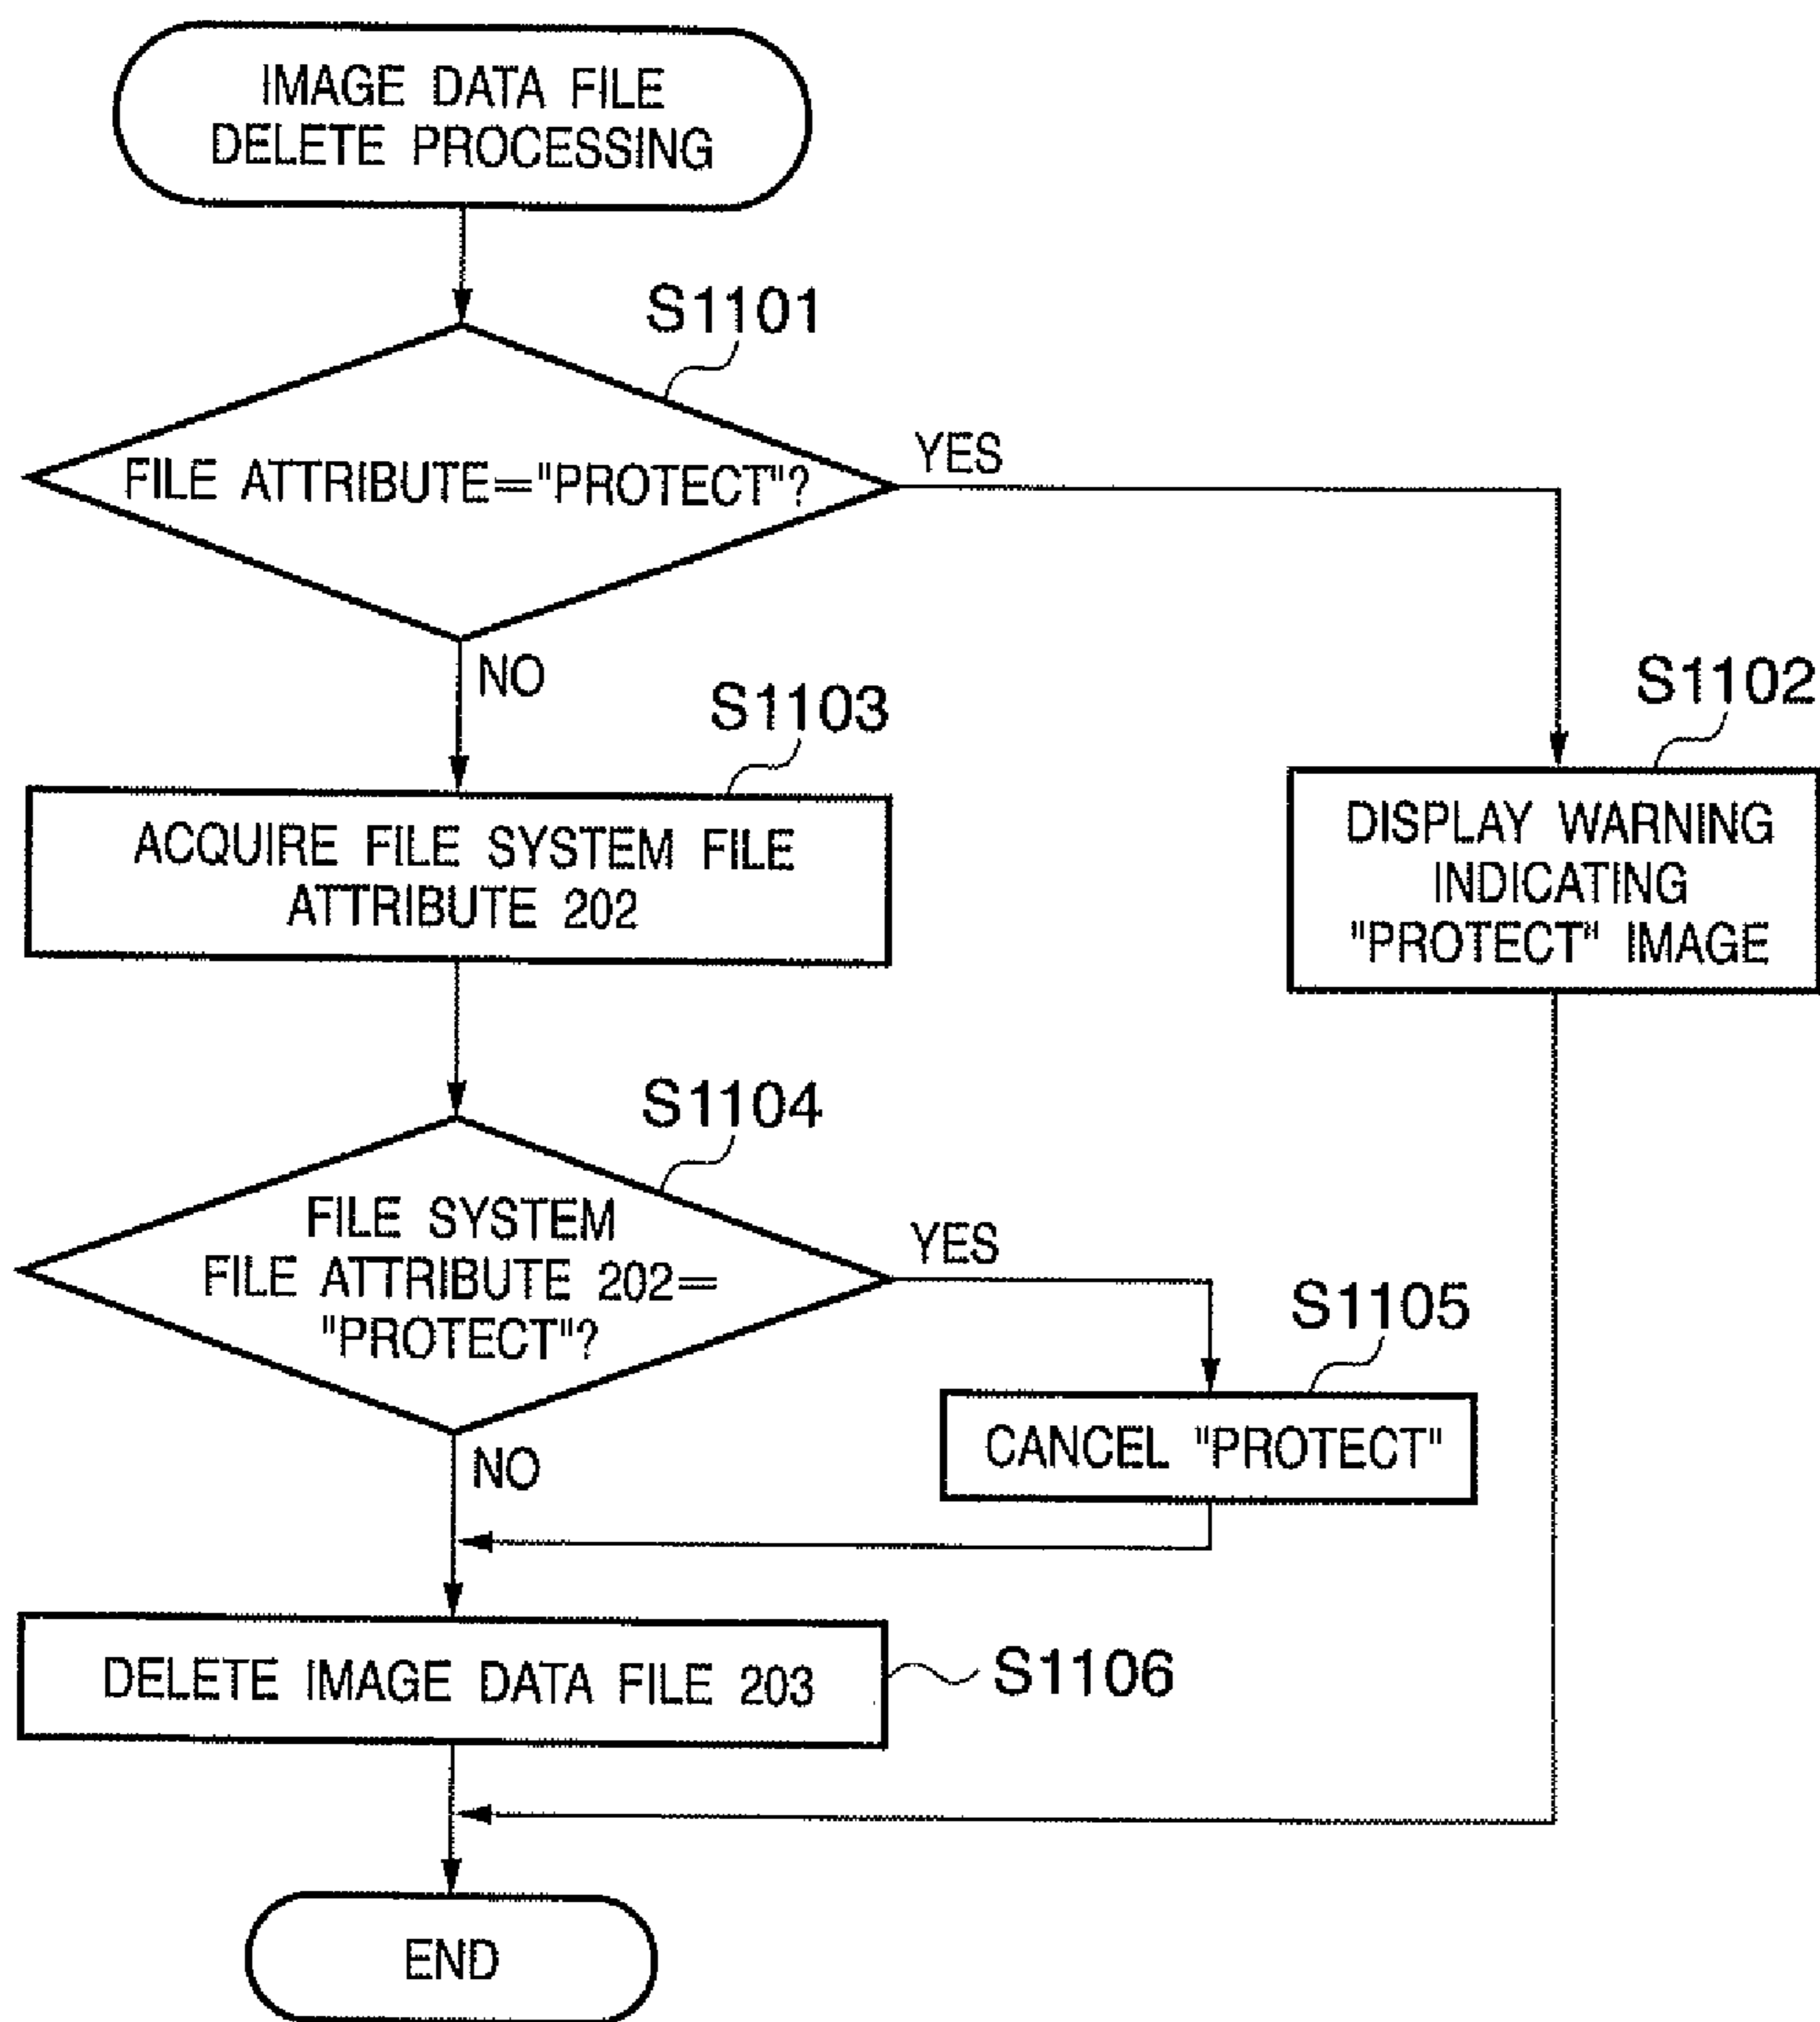 IMAGE DATA FILE
DELETE PROCESSING
S1101
FILE ATTRIBUTE="PROTECT"?
YES
NO
S1102
DISPLAY WARNING
INDICATING
"PROTECT" IMAGE
S1103
ACQUIRE FILE SYSTEM FILE
ATTRIBUTE 202
S1104
FILE SYSTEM
FILE ATTRIBUTE 202=
"PROTECT"?
YES
NO
S1105
CANCEL "PROTECT"
DELETE IMAGE DATA FILE 203
S1106
END